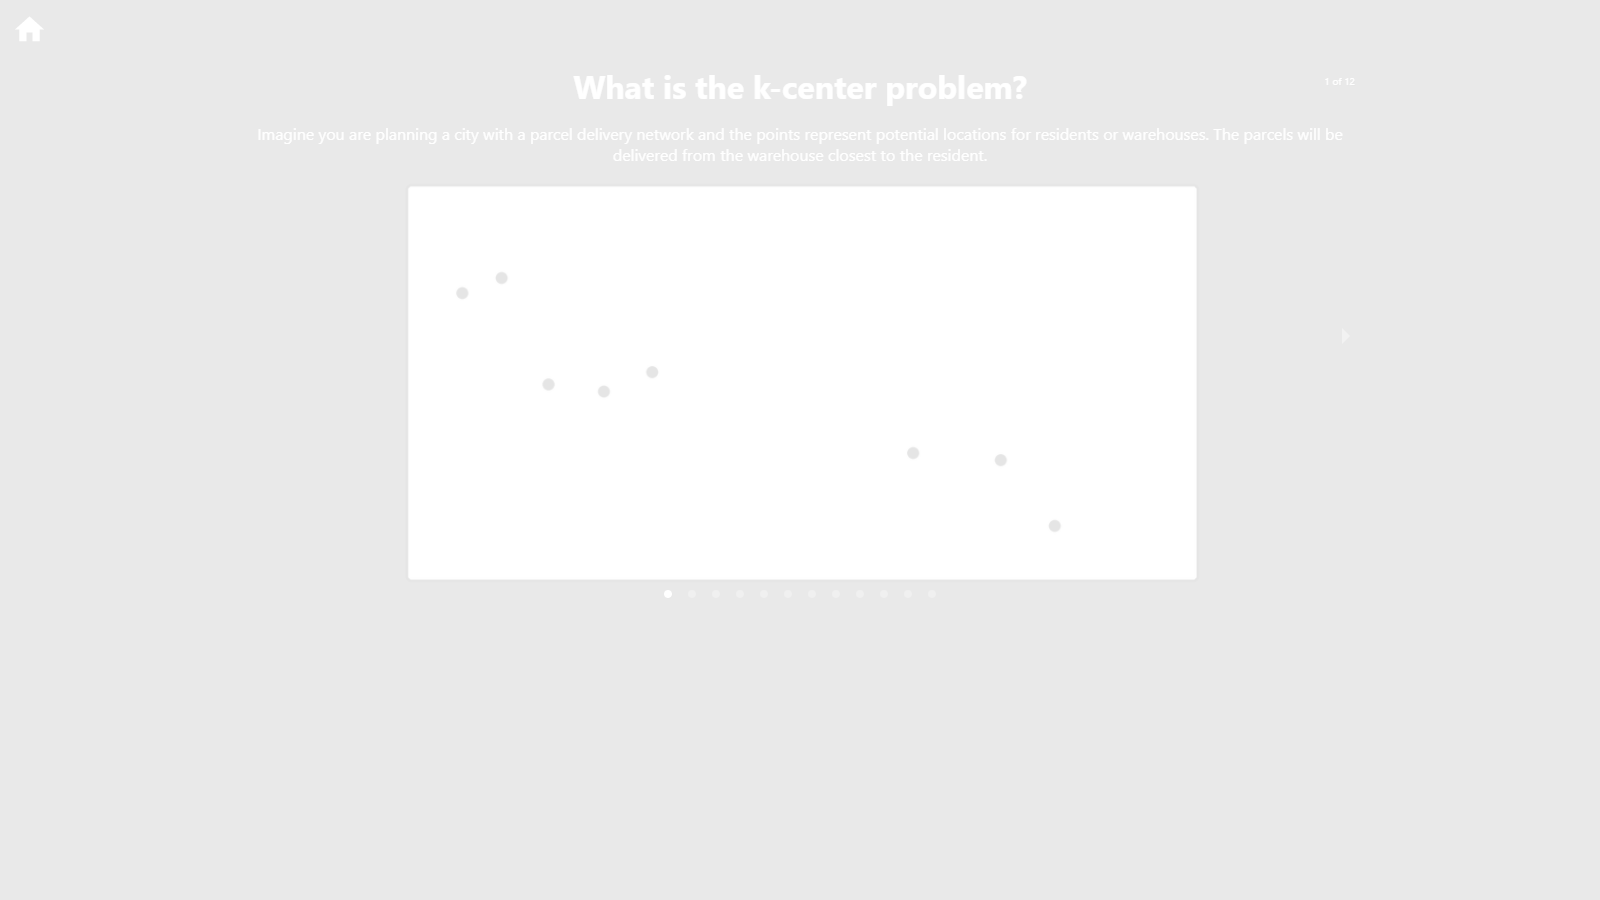 What is the k-center problem?
1 of 12
Imagine you are planning a city with a parcel delivery network and the points represent potential locations for residents or warehouses. The parcels will be
delivered from the warehouse closest to the resident.